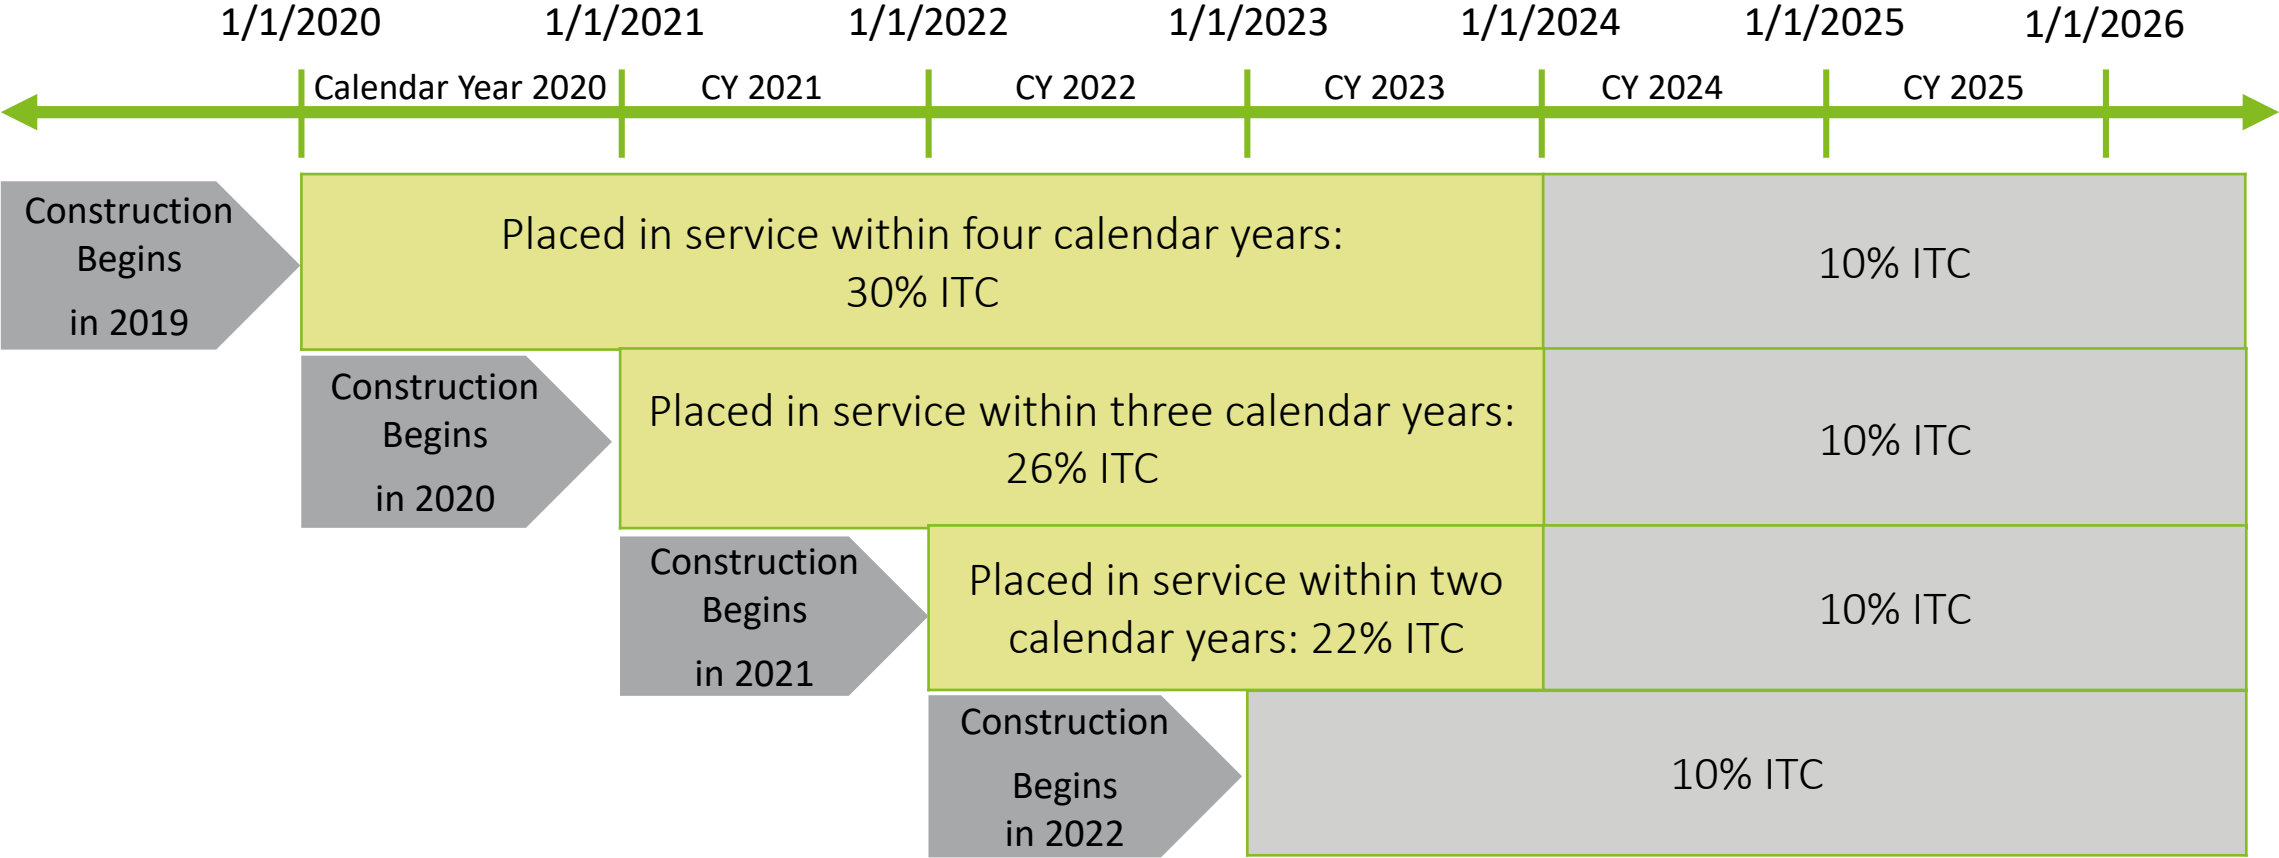 1/1/2020 1/1/2021 1/1/2022 1/1/2023 1/1/2024 1/1/2025 1/1/2026
Calendar Year 2020 CY 2021 CY 2022 CY 2023 CY 2024 CY 2025
Construction
Begins
in 2019
Placed in service within four calendar years:
30% ITC
10% ITC
Construction
Begins
in 2020
Placed in service within three calendar years:
26% ITC
10% ITC
Construction
Begins
in 2021
Placed in service within two
calendar years: 22% ITC
10% ITC
Construction
Begins
in 2022
10% ITC